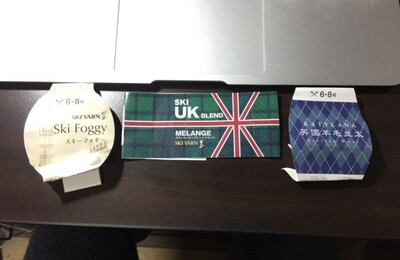 6-8号
SKI YARN
Ski Foggy
スキーフォギー
SKI
UK BLEND
MELANGE
SKI YARN
6-8号
KATALANA
英国羊毛並太